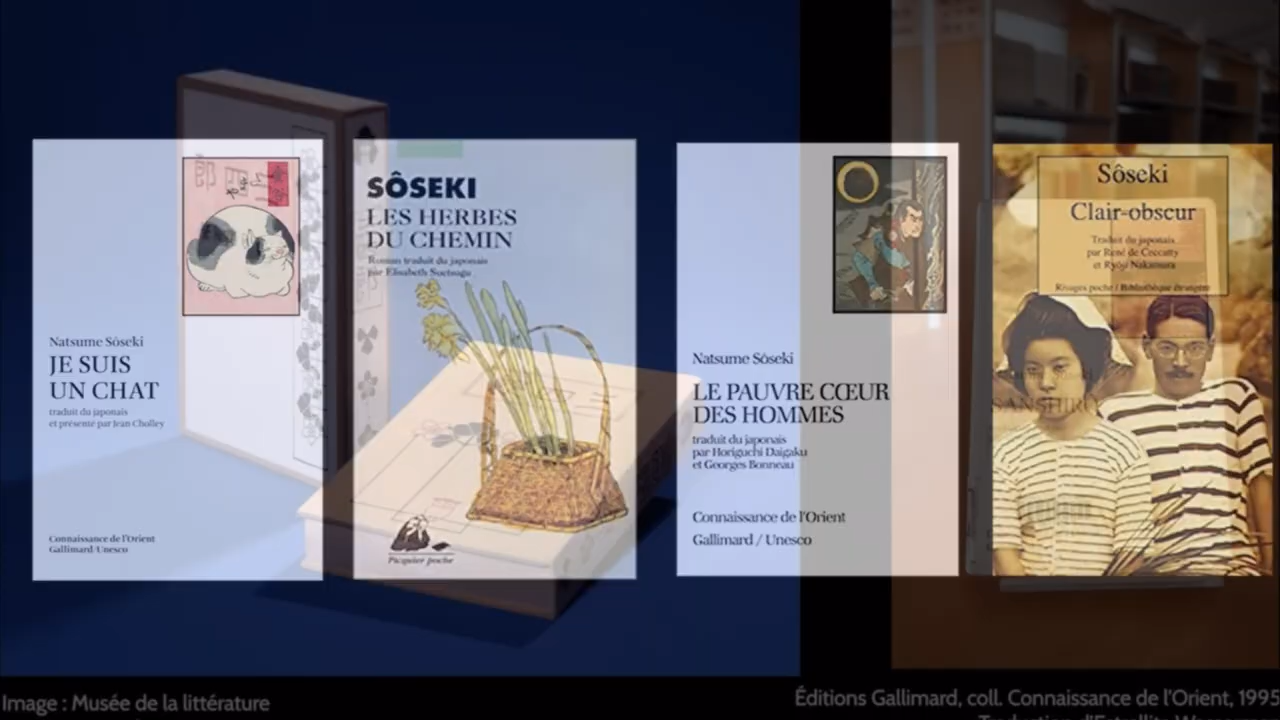 Natsume Sôseki
JE SUIS
UN CHAT
traduit du japonais
et présenté par Jean Cholley
Connaissance de l'Orient
Gallimard/Unesco
SÔSEKI
LES HERBES
DU CHEMIN
Roman traduit du japonais
par Elisabeth Suetsugu
Picquier poche
Natsume Sôseki
LE PAUVRE CŒUR
DES HOMMES
traduit du japonais
par Horiguchi Daigaku
et Georges Bonneau
Connaissance de l'Orient
Gallimard / Unesco
Sôseki
Clair-obscur
Traduit du japonais
par René de Ceccatty
et Ryôji Nakamura
Rivages poche / Bibliothèque étrangère
SANSHIRO
Image : Musée de la littérature
Éditions Gallimard, coll. Connaissance de l'Orient, 1995